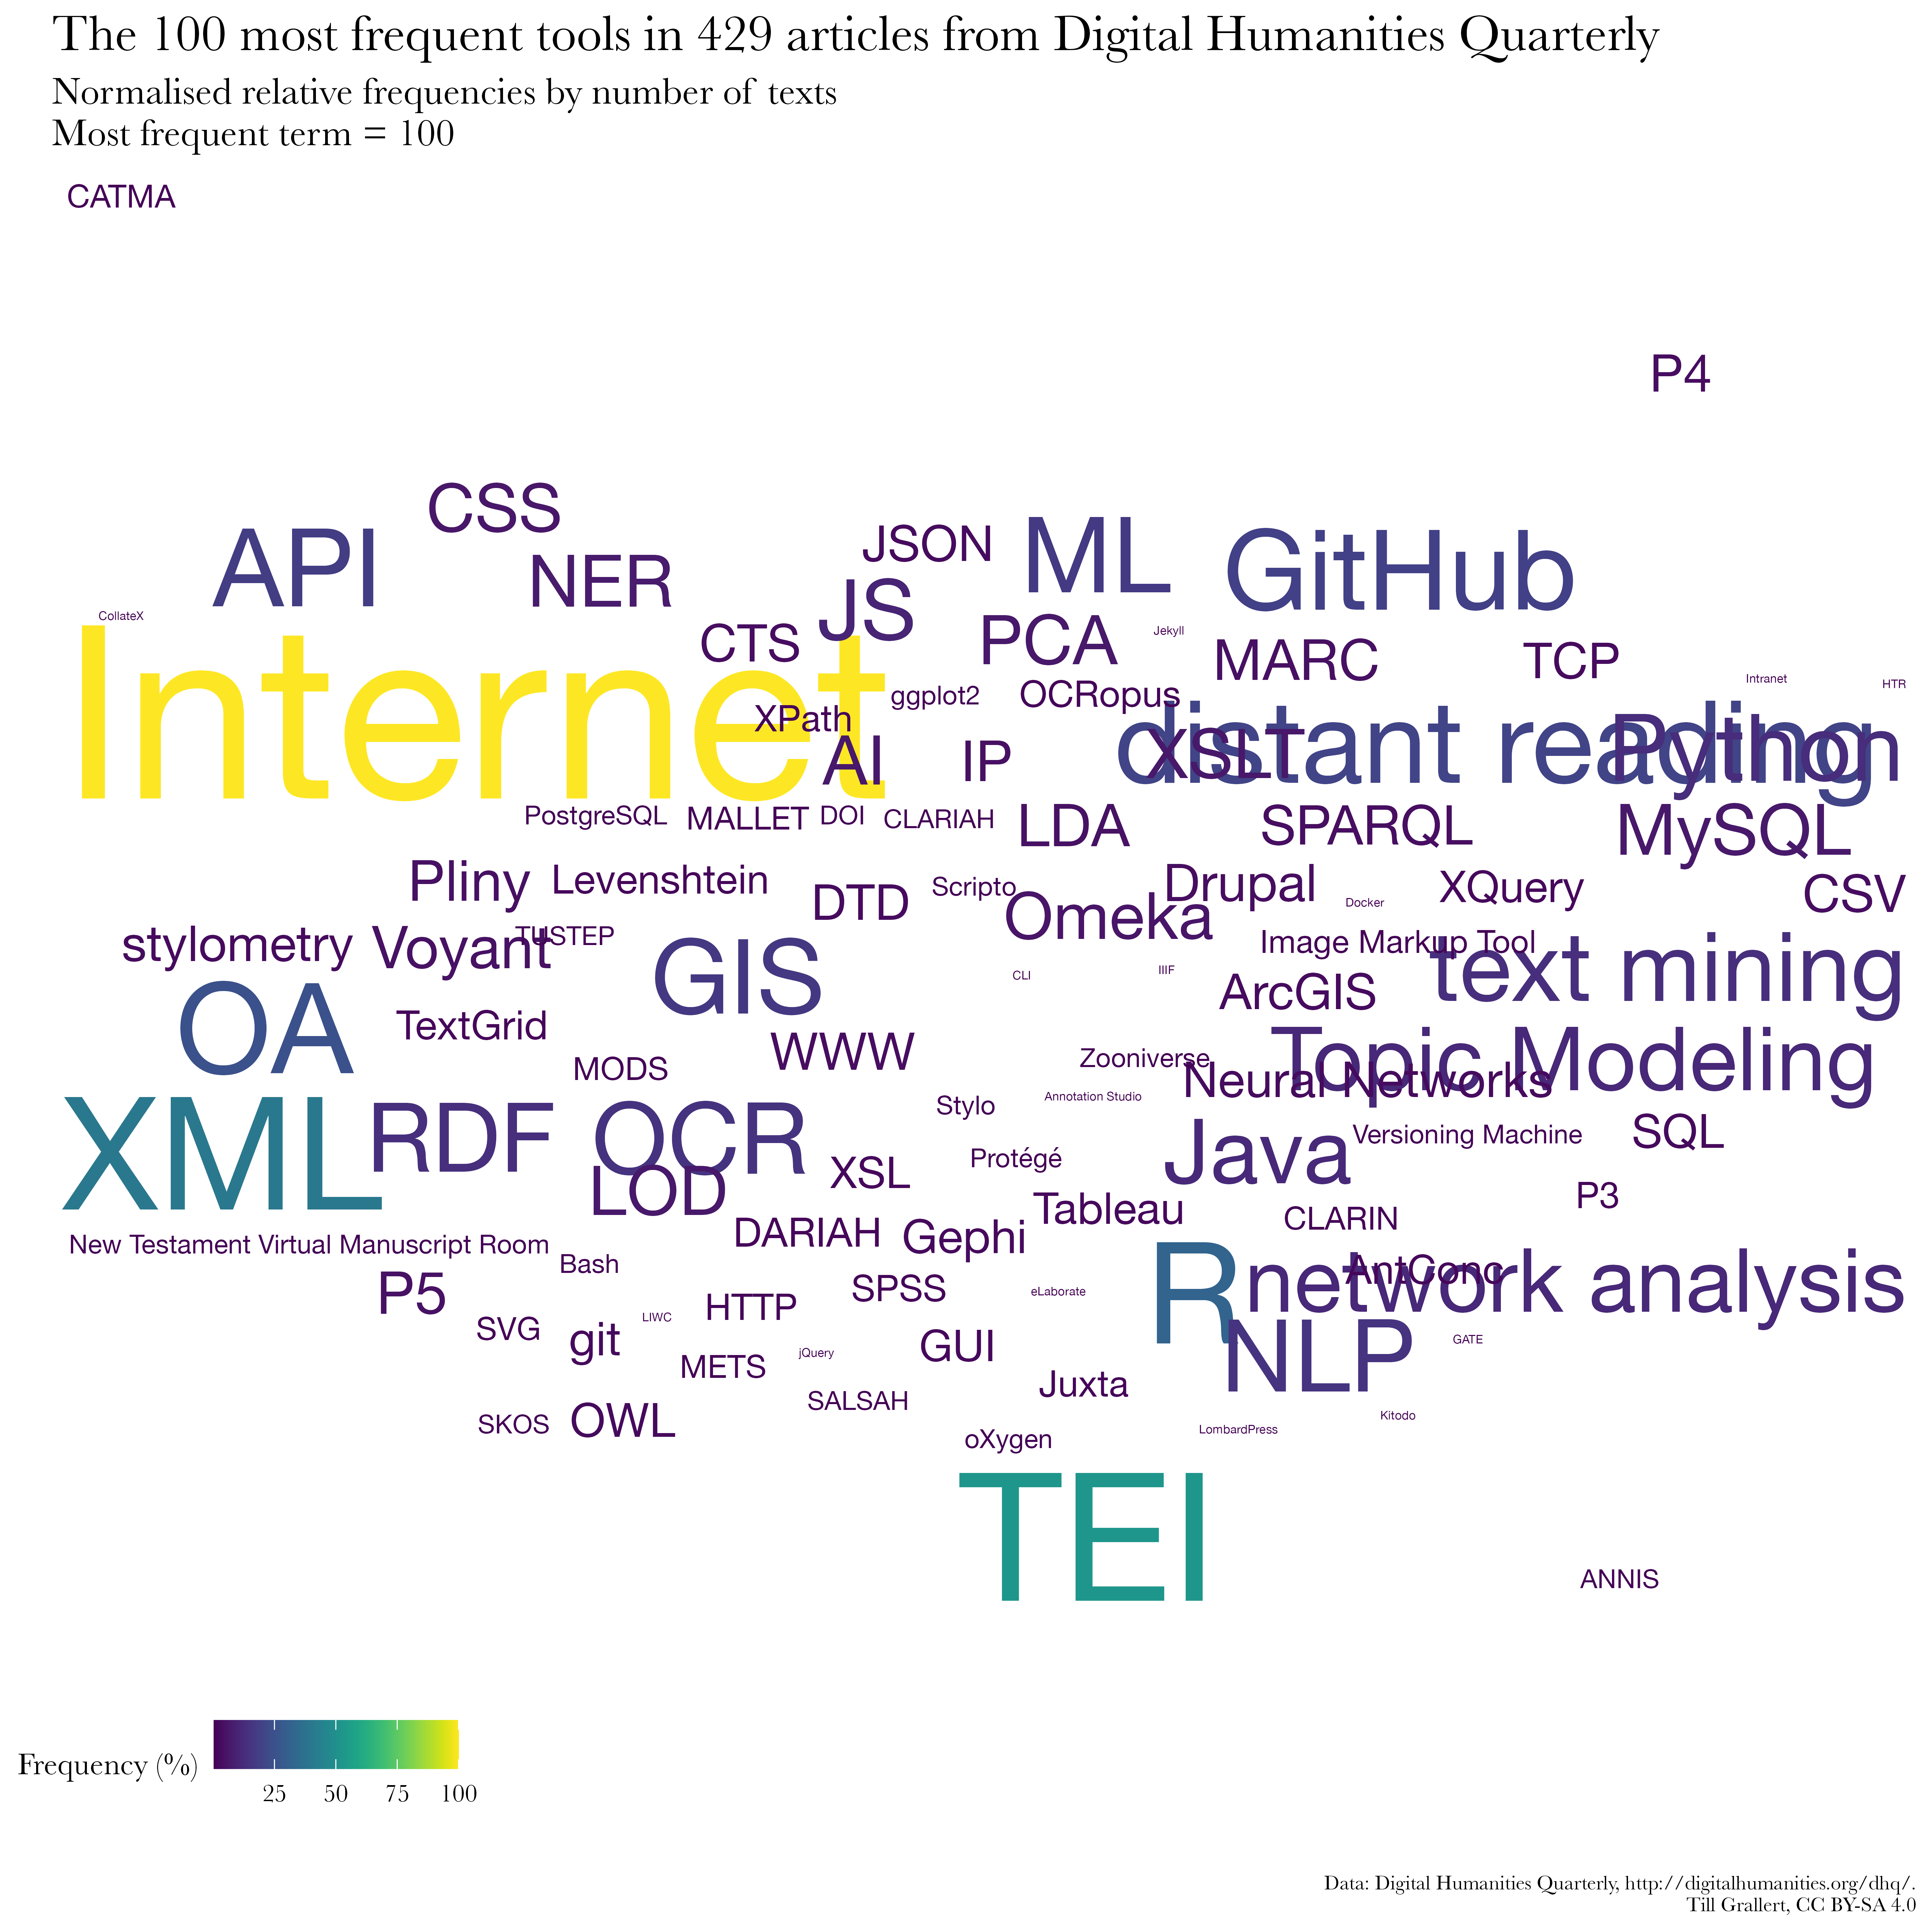 The 100 most frequent tools in 429 articles from Digital Humanities Quarterly
Normalised relative frequencies by number of texts
Most frequent term = 100
CATMA
P4
CSS
API
NER
JSON
JS
ML
GitHub
CollateX
Internet
CTS
PCA
Jekyll
MARC
TCP
Intranet
HTR
ggplot2
OCRopus
XPath
AI
IP
distant reading
XSLT
Python
PostgreSQL
MALLET
DOI
CLARIAH
LDA
SPARQL
MySQL
Pliny
Levenshtein
DTD
Scripto
Omeka
Drupal
Docker
XQuery
CSV
stylometry
Voyant
TUSTEP
GIS
Image Markup Tool
text mining
CLI
IIIF
ArcGIS
OA
TextGrid
WWW
MODS
Zooniverse
Topic Modeling
Neural Networks
Stylo
Annotation Studio
XML
RDF
OCR
LOD
XSL
Protégé
Java
Versioning Machine
SQL
P3
Tableau
CLARIN
New Testament Virtual Manuscript Room
DARIAH
Gephi
Bash
P5
SPSS
eLaborate
R
AntConc
network analysis
SVG
git
LIWC
HTTP
jQuery
GUI
NLP
GATE
METS
Juxta
SALSAH
SKOS
OWL
oXygen
LombardPress
Kitodo
TEI
ANNIS
Frequency (%)
25 50 75 100
Data: Digital Humanities Quarterly, http://digitalhumanities.org/dhq/.
Till Grallert, CC BY-SA 4.0